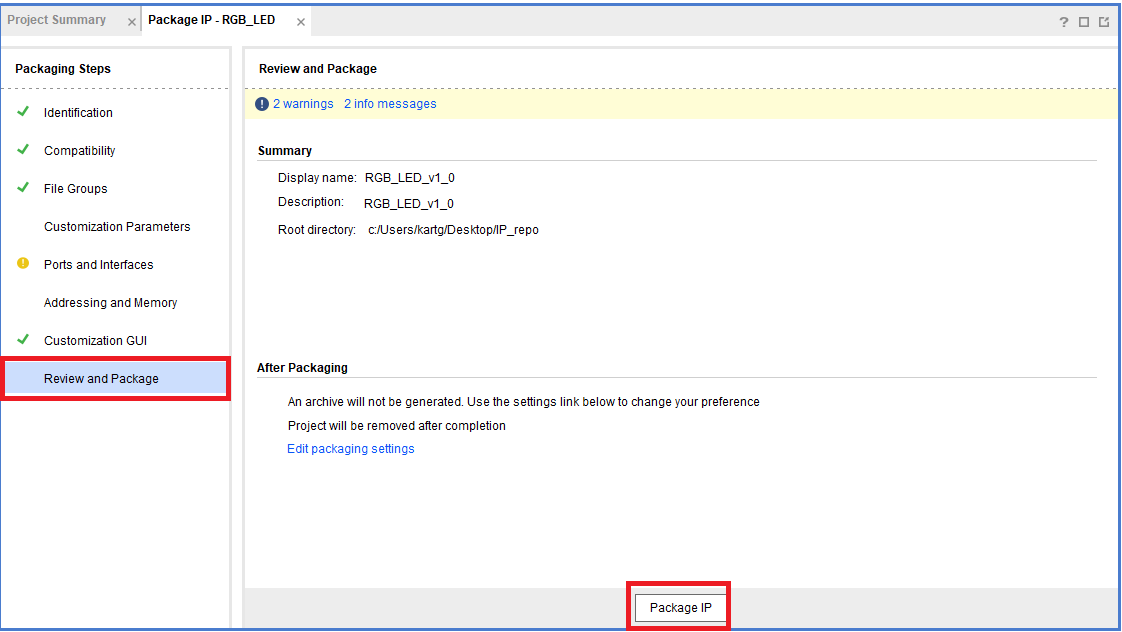 Project Summary × Package IP - RGB_LED × ?
Packaging Steps
Identification
Compatibility
File Groups
Customization Parameters
Ports and Interfaces
Addressing and Memory
Customization GUI
Review and Package
Review and Package
2 warnings 2 info messages
Summary
Display name: RGB_LED_v1_0
Description: RGB_LED_v1_0
Root directory: c:/Users/kartg/Desktop/IP_repo
After Packaging
An archive will not be generated. Use the settings link below to change your preference
Project will be removed after completion
Edit packaging settings
Package IP